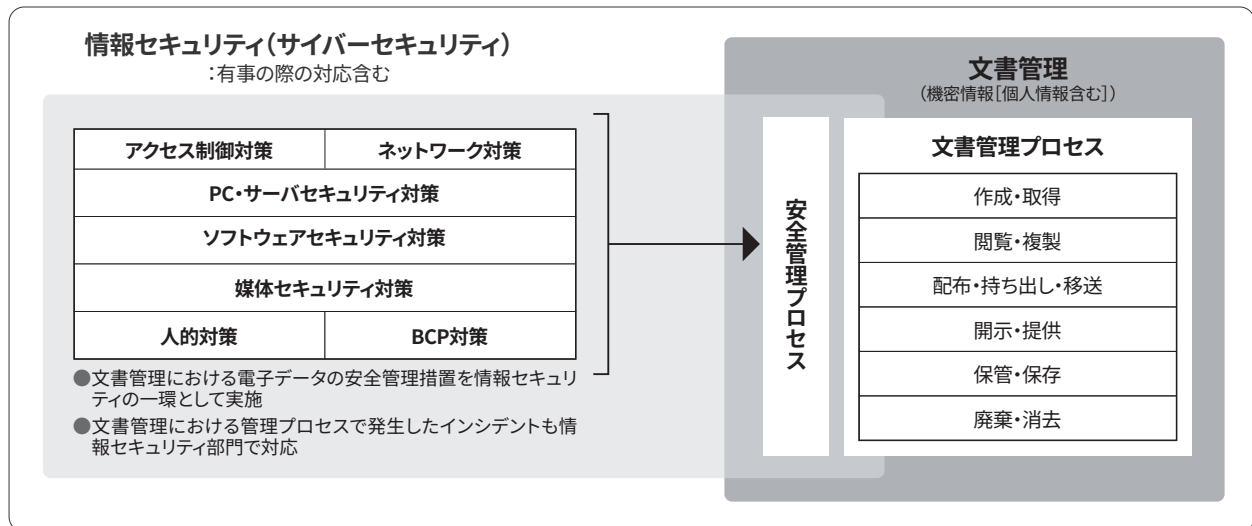 情報セキュリティ(サイバーセキュリティ)
:有事の際の対応含む
アクセス制御対策
ネットワーク対策
PC・サーバセキュリティ対策
ソフトウェアセキュリティ対策
媒体セキュリティ対策
人的対策
BCP対策
●文書管理における電子データの安全管理措置を情報セキュリ
ティの一環として実施
●文書管理における管理プロセスで発生したインシデントも情
報セキュリティ部門で対応
文書管理
(機密情報[個人情報含む])
安全管理プロセス
文書管理プロセス
作成・取得
閲覧・複製
配布・持ち出し・移送
開示・提供
保管・保存
廃棄・消去